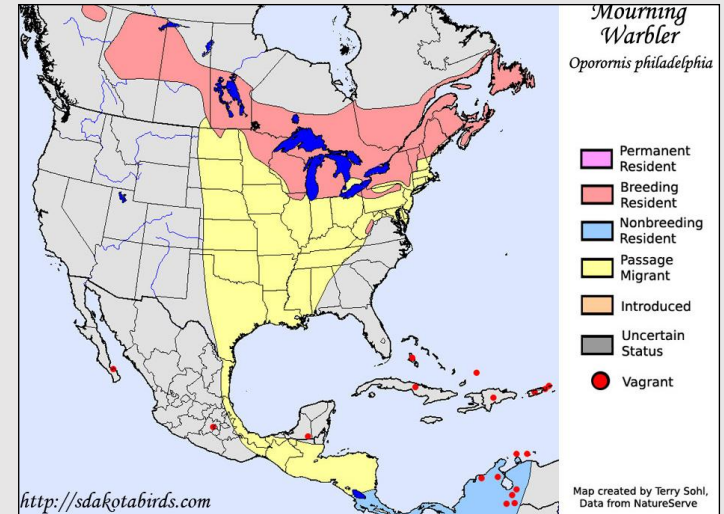 Mourning
Warbler
Oporornis philadelphia
Permanent
Resident
Breeding
Resident
Nonbreeding
Resident
Passage
Migrant
Introduced
Uncertain
Status
Vagrant
Map created by Terry Sohl,
Data from NatureServe
http://sdakotabirds.com